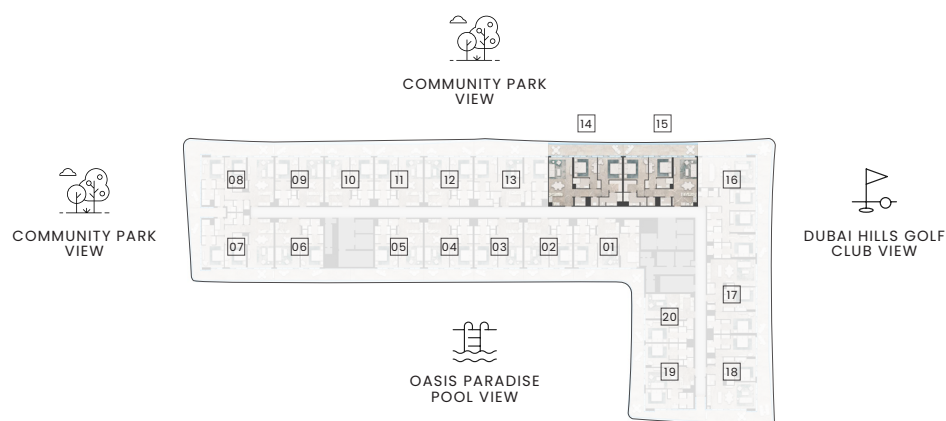 COMMUNITY PARK
VIEW
14 15
08 09 10 11 12 13 16
COMMUNITY PARK
VIEW
DUBAI HILLS GOLF
CLUB VIEW
07 06 05 04 03 02 01
17
20
OASIS PARADISE
POOL VIEW
19 18